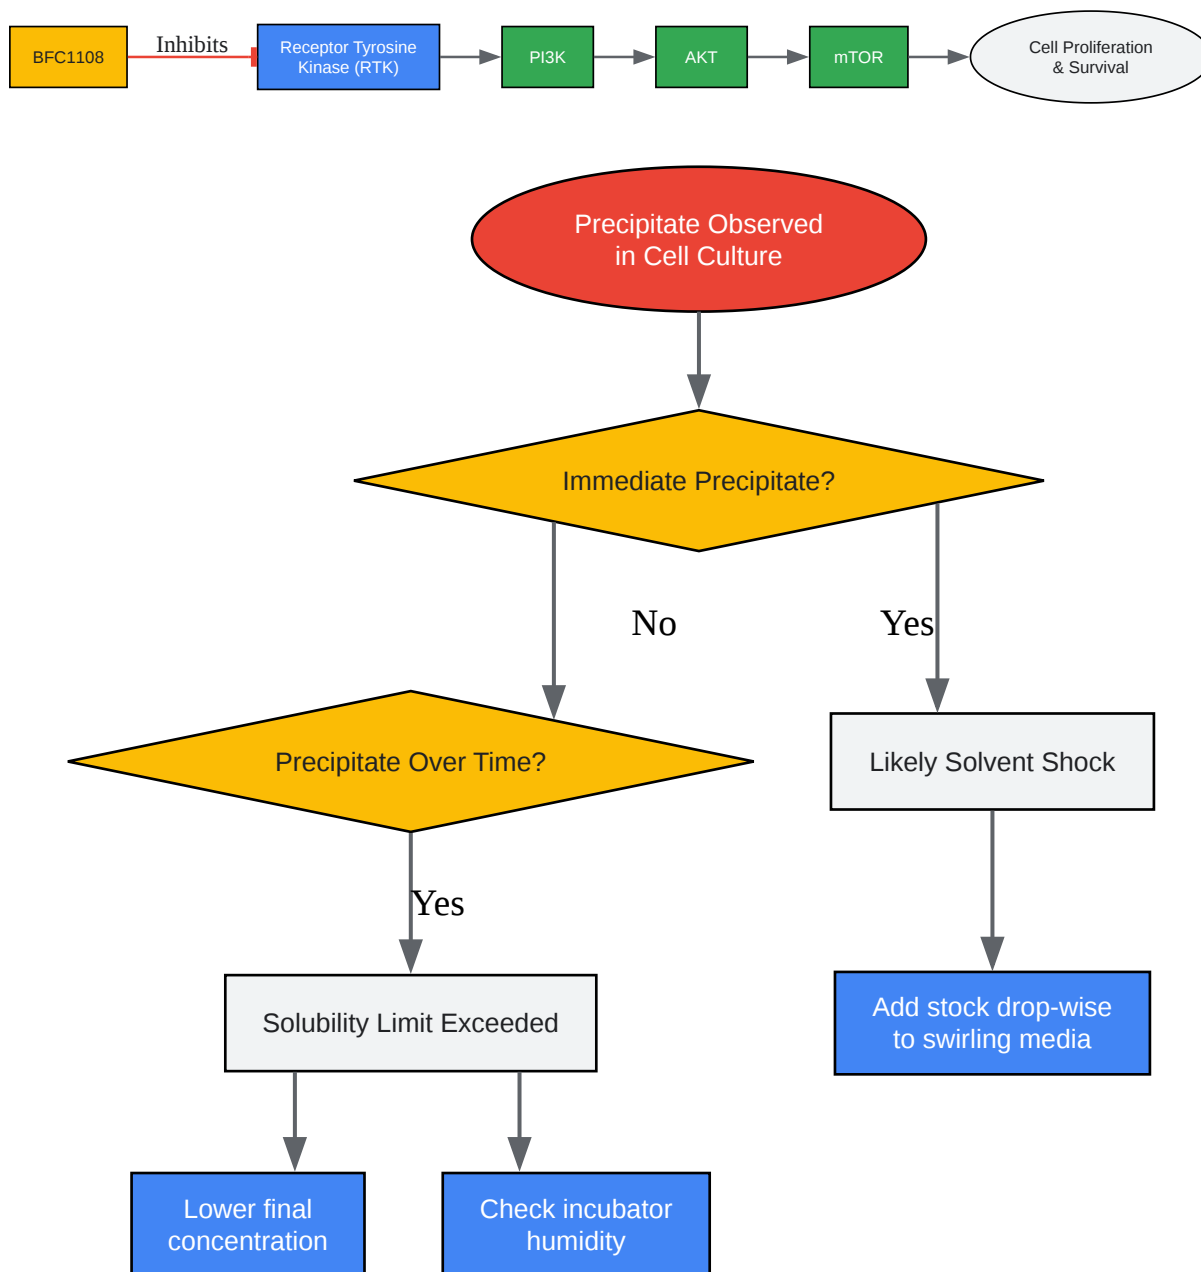 BFC1108
Inhibits
Receptor Tyrosine
Kinase (RTK)
PI3K
AKT
mTOR
Cell Proliferation
& Survival
Precipitate Observed
in Cell Culture
Immediate Precipitate?
No
Yes
Precipitate Over Time?
Likely Solvent Shock
Yes
Solubility Limit Exceeded
Add stock drop-wise
to swirling media
Lower final
concentration
Check incubator
humidity